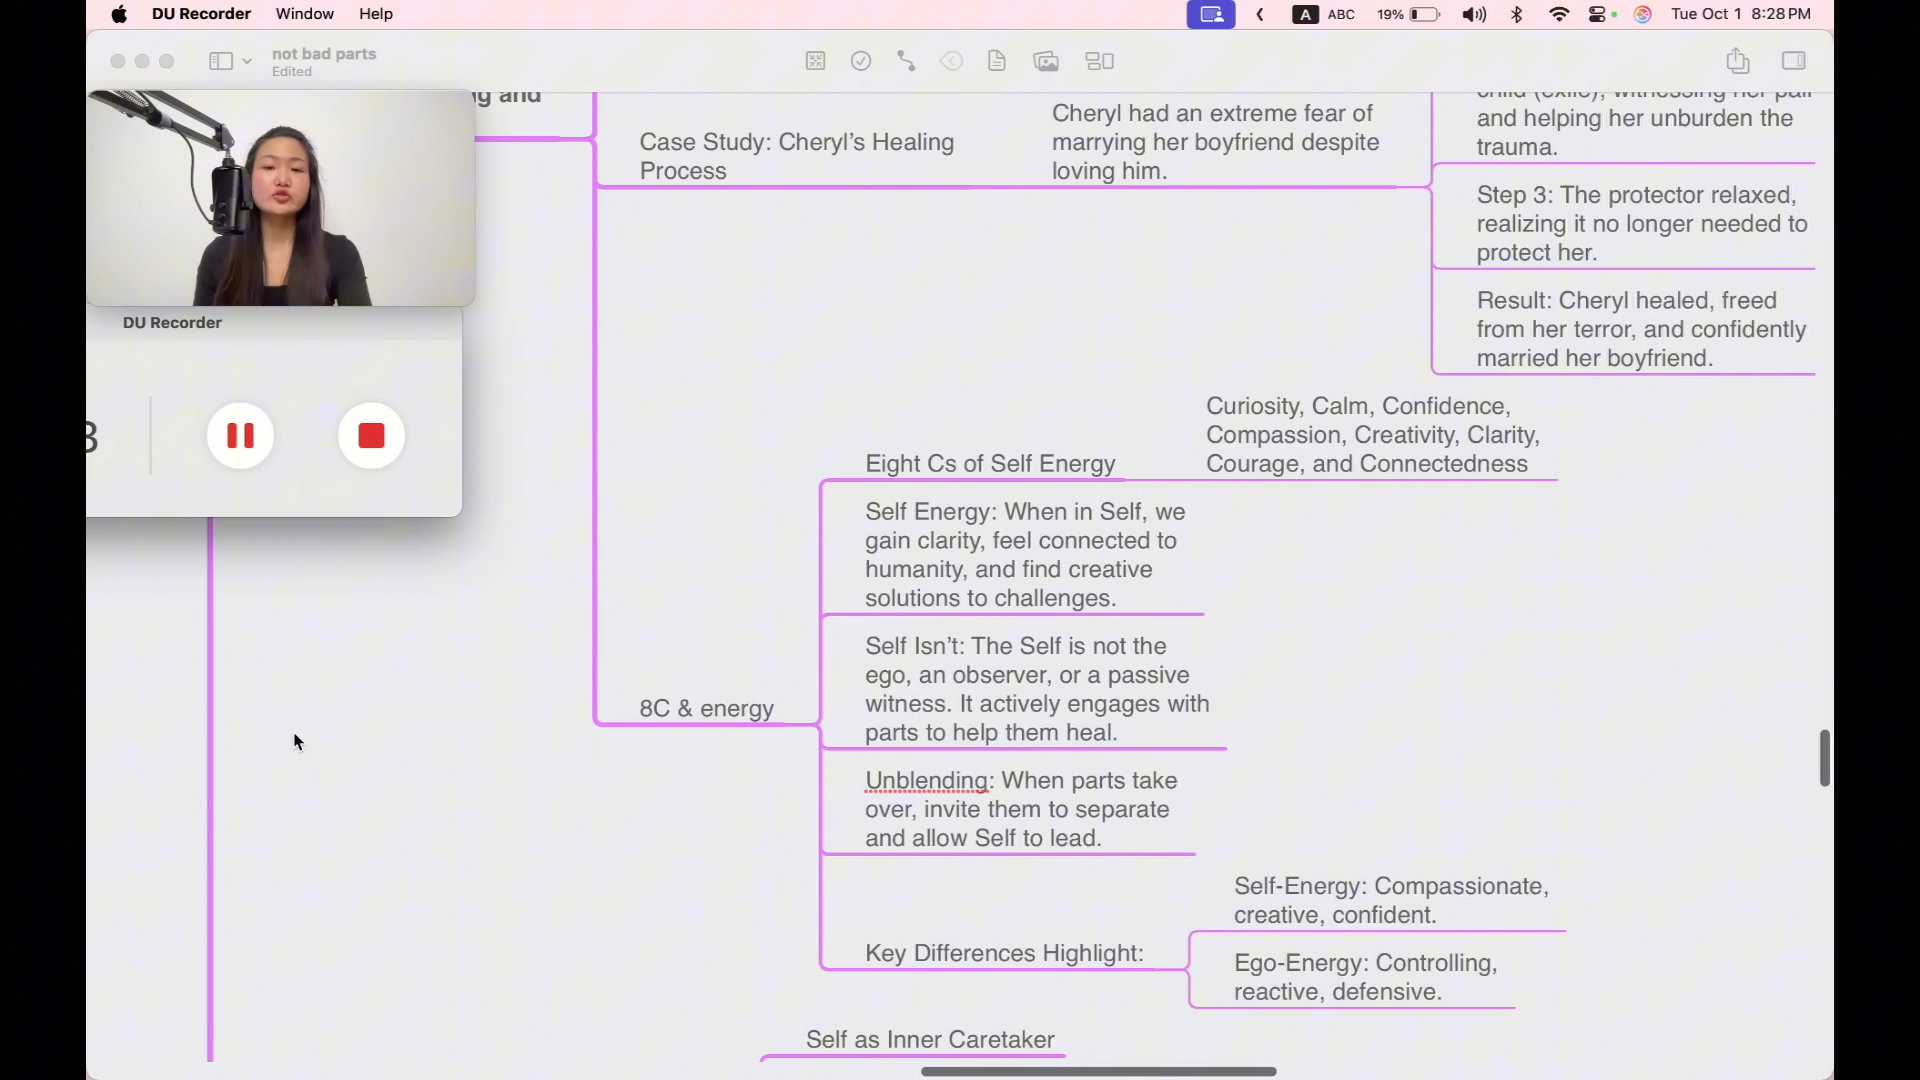 DU Recorder Window Help
A ABC 19% Tue Oct 1 8:28 PM
not bad parts
Edited
and
DU Recorder
Case Study: Cheryl's Healing
Process
Cheryl had an extreme fear of
marrying her boyfriend despite
loving him.
child (exile), witnessing her
and helping her unburden the
trauma.
Step 3: The protector relaxed,
realizing it no longer needed to
protect her.
Result: Cheryl healed, freed
from her terror, and confidently
married her boyfriend.
8C & energy
Eight Cs of Self Energy
Curiosity, Calm, Confidence,
Compassion, Creativity, Clarity,
Courage, and Connectedness
Self Energy: When in Self, we
gain clarity, feel connected to
humanity, and find creative
solutions to challenges.
Self Isn't: The Self is not the
ego, an observer, or a passive
witness. It actively engages with
parts to help them heal.
Unblending: When parts take
over, invite them to separate
and allow Self to lead.
Key Differences Highlight:
Self-Energy: Compassionate,
creative, confident.
Ego-Energy: Controlling,
reactive, defensive.
Self as Inner Caretaker